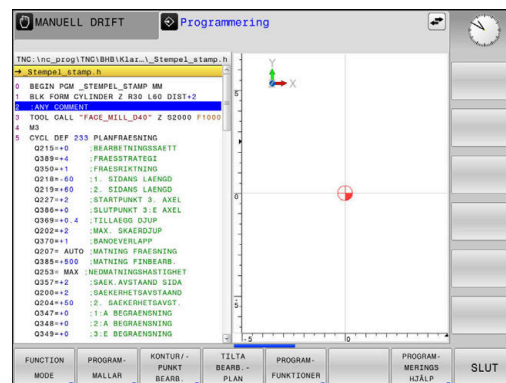 MANUELL DRIFT
Programmering
TNC:\nc_prog\TNC\BHB\Klar…\_Stempel_stamp.h
→_Stempel_stamp.h
0 BEGIN PGM _STEMPEL_STAMP MM
1 BLK FORM CYLINDER Z R30 L60 DIST+2
2 ;ANY COMMENT
3 TOOL CALL "FACE_MILL_D40" Z S2000 F1000
4 M3
5 CYCL DEF 233 PLANFRAESNING
Q215=+0 ;BEARBETNINGSSAETT
Q389=+4 ;FRAESSTRATEGI
Q350=+1 ;FRAESRIKTNING
Q218=-60 ;1. SIDANS LAENGD
Q219=+60 ;2. SIDANS LAENGD
Q227=+2 ;STARTPUNKT 3. AXEL
Q386=+0 ;SLUTPUNKT 3:E AXEL
Q369=+0.4 ;TILLAEGG DJUP
Q202=+2 ;MAX. SKAERDJUP
Q370=+1 ;BANOEVERLAPP
Q207= AUTO ;MATNING FRAESNING
Q385=+500 ;MATNING FINBEARB.
Q253= MAX ;NEDMATNINGSHASTIGHET
Q357=+2 ;SAEK.AVSTAAND SIDA
Q200=+2 ;SAEKERHETSAVSTAAND
Q204=+50 ;2. SAEKERHETSAVST.
Q347=+0 ;1:A BEGRAENSNING
Q348=+0 ;2:A BEGRAENSNING
Q349=+0 ;3:E BEGRAENSNING
Y
X
5
0
-5
-5
0
FUNCTION
MODE
PROGRAM-
MALLAR
KONTUR/-
PUNKT
BEARB.
TILTA
BEARB.-
PLAN
PROGRAM-
FUNKTIONER
PROGRAM-
MERINGS
HJÄLP
SLUT